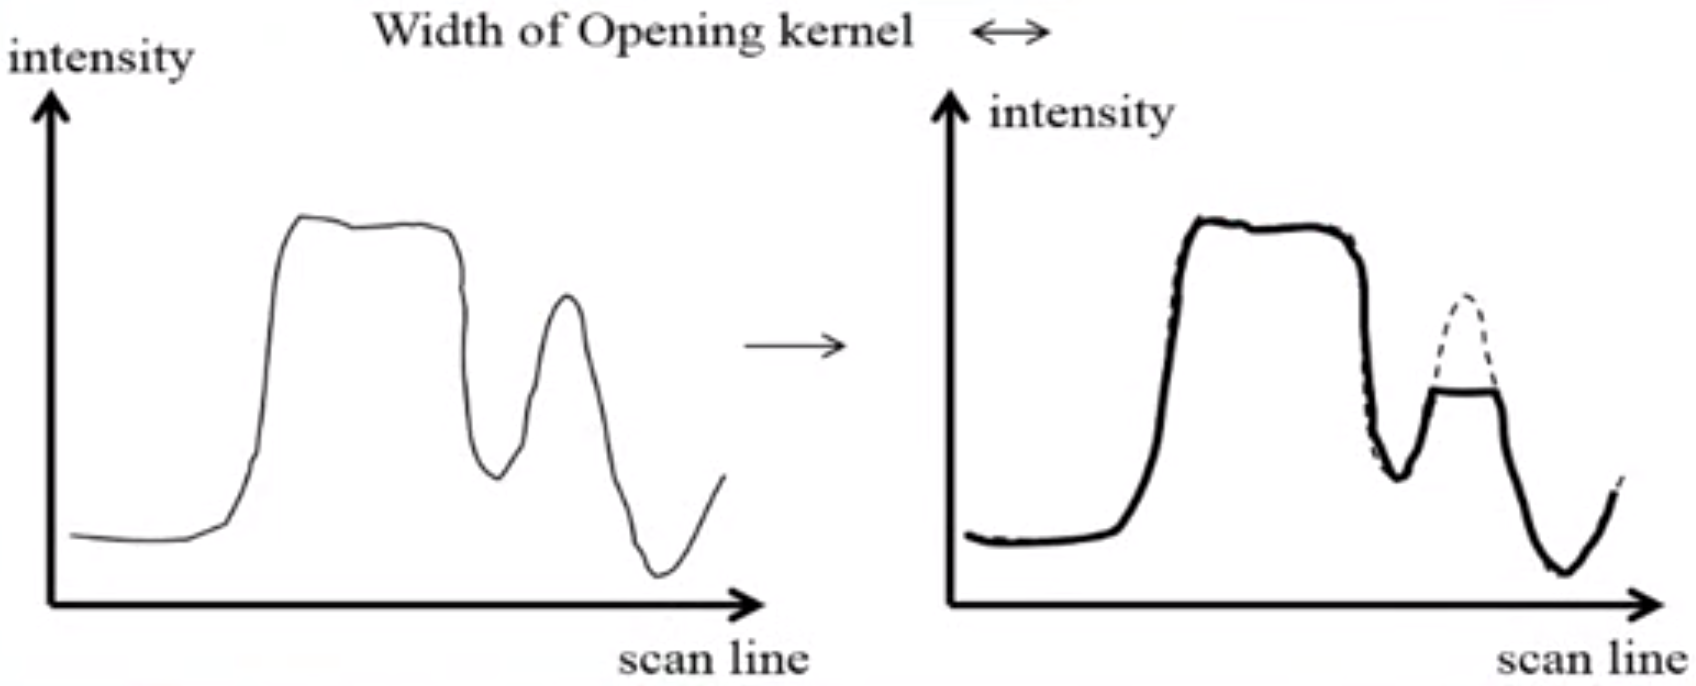 Width of Opening kernel
intensity
intensity
scan line
scan line